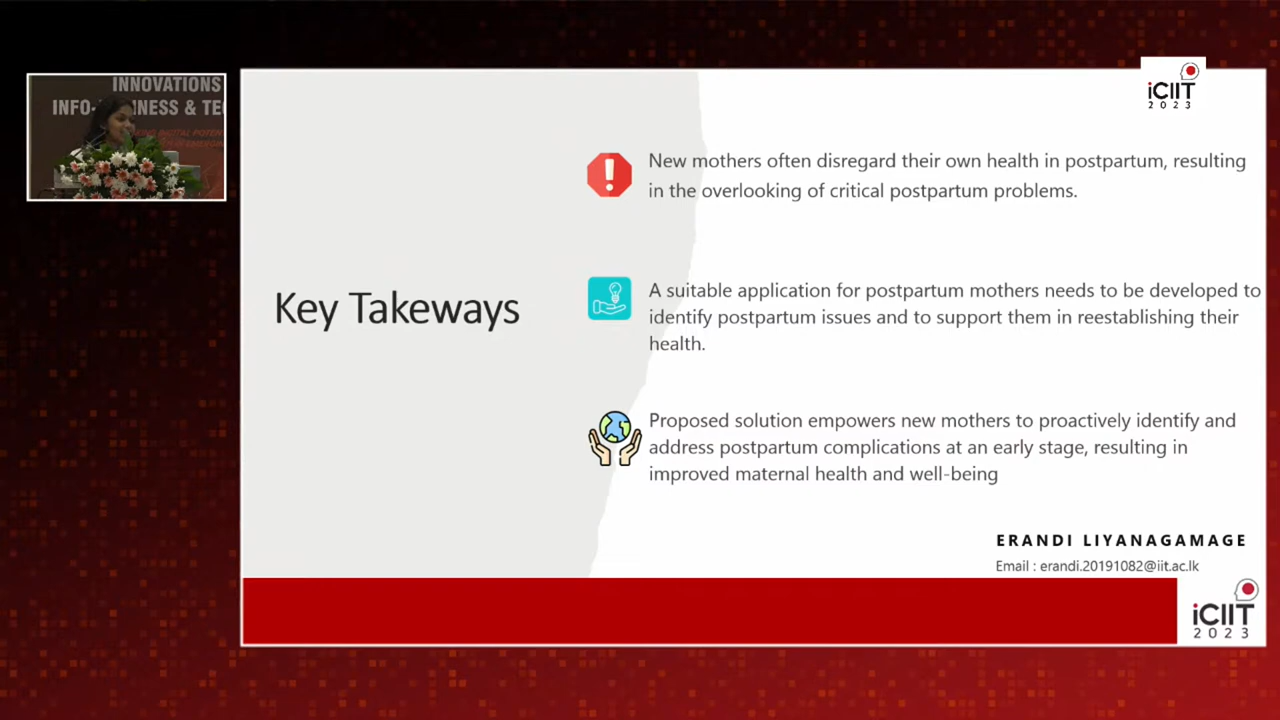 INNOVATIONS
INFO-
& TE
iCIIT
2023
New mothers often disregard their own health in postpartum, resulting
in the overlooking of critical postpartum problems.
Key Takeways
A suitable application for postpartum mothers needs to be developed to
identify postpartum issues and to support them in reestablishing their
health.
Proposed solution empowers new mothers to proactively identify and
address postpartum complications at an early stage, resulting in
improved maternal health and well-being
ERANDI LIYANAGAMAGE
Email : erandi.20191082@iit.ac.lk
iCIIT
2023